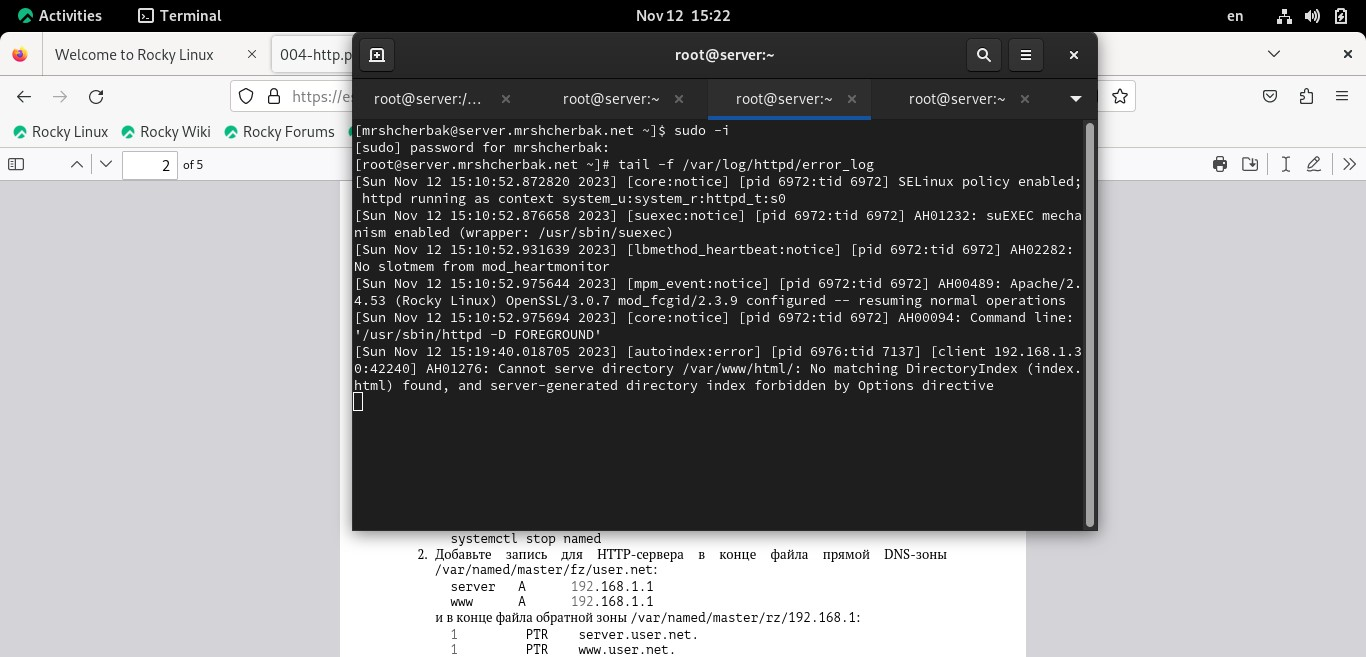 Activities
Terminal
Nov 12 15:22
en
Welcome to Rocky Linux
004-http.p
root@server:~
https://es
root@server:/...
root@server:~
root@server:~
root@server:~
Rocky Linux
Rocky Wiki
Rocky Forums
2
of 5
[mrshcherbak@server.mrshcherbak.net ~]$ sudo -i
[sudo] password for mrshcherbak:
[root@server.mrshcherbak.net ~]# tail -f /var/log/httpd/error_log
[Sun Nov 12 15:10:52.872820 2023] [core:notice] [pid 6972:tid 6972] SELinux policy enabled;
httpd running as context system_u:system_r:httpd_t:s0
[Sun Nov 12 15:10:52.876658 2023] [suexec:notice] [pid 6972:tid 6972] AH01232: suEXEC mecha
nism enabled (wrapper: /usr/sbin/suexec)
[Sun Nov 12 15:10:52.931639 2023] [lbmethod_heartbeat:notice] [pid 6972:tid 6972] AH02282:
No slotmem from mod_heartmonitor
[Sun Nov 12 15:10:52.975644 2023] [mpm_event:notice] [pid 6972:tid 6972] AH00489: Apache/2.
4.53 (Rocky Linux) OpenSSL/3.0.7 mod_fcgid/2.3.9 configured -- resuming normal operations
[Sun Nov 12 15:10:52.975694 2023] [core:notice] [pid 6972:tid 6972] AH00094: Command line:
'/usr/sbin/httpd -D FOREGROUND'
[Sun Nov 12 15:19:40.018705 2023] [autoindex:error] [pid 6976:tid 7137] [client 192.168.1.3
0:42240] AH01276: Cannot serve directory /var/www/html/: No matching DirectoryIndex (index.
html) found, and server-generated directory index forbidden by Options directive
systemctl stop named
2. Добавьте запись для HTTP-сервера в конце файла прямой DNS-зоны
/var/named/master/fz/user.net:
server A 192.168.1.1
www A 192.168.1.1
и в конце файла обратной зоны /var/named/master/rz/192.168.1:
1 PTR server.user.net.
1 PTR www.user.net.